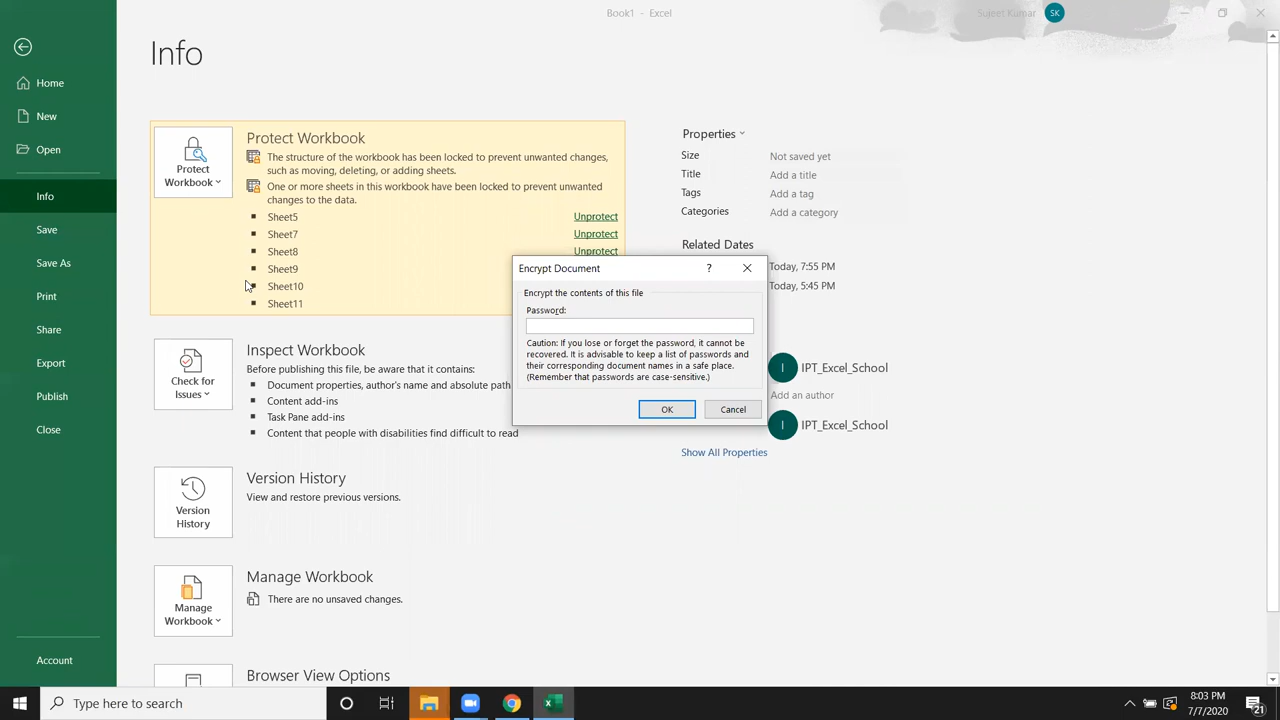 Book1 - Excel
Sujeet Kumar
SK
Info
Home
New
Open
Info
Save
Save As
Print
Share
Export
Publish
Close
Account
Protect Workbook
Protect Workbook
The structure of the workbook has been locked to prevent unwanted changes,
such as moving, deleting, or adding sheets.
One or more sheets in this workbook have been locked to prevent unwanted
changes to the data.
Sheet5 Unprotect
Sheet7 Unprotect
Sheet8 Unprotect
Sheet9
Sheet10
Sheet11
Check for
Issues
Inspect Workbook
Before publishing this file, be aware that it contains:
Document properties, author's name and absolute path
Content add-ins
Task Pane add-ins
Content that people with disabilities find difficult to read
Version
History
Version History
View and restore previous versions.
Manage
Workbook
Manage Workbook
There are no unsaved changes.
Browser View Options
Properties
Size Not saved yet
Title Add a title
Tags Add a tag
Categories Add a category
Related Dates
Today, 7:55 PM
Today, 5:45 PM
I IPT_Excel_School
Add an author
I IPT_Excel_School
Show All Properties
Encrypt Document
?
Encrypt the contents of this file
Password:
Caution: If you lose or forget the password, it cannot be
recovered. It is advisable to keep a list of passwords and
their corresponding document names in a safe place.
(Remember that passwords are case-sensitive.)
OK Cancel
Type here to search
8:03 PM
7/7/2020
21